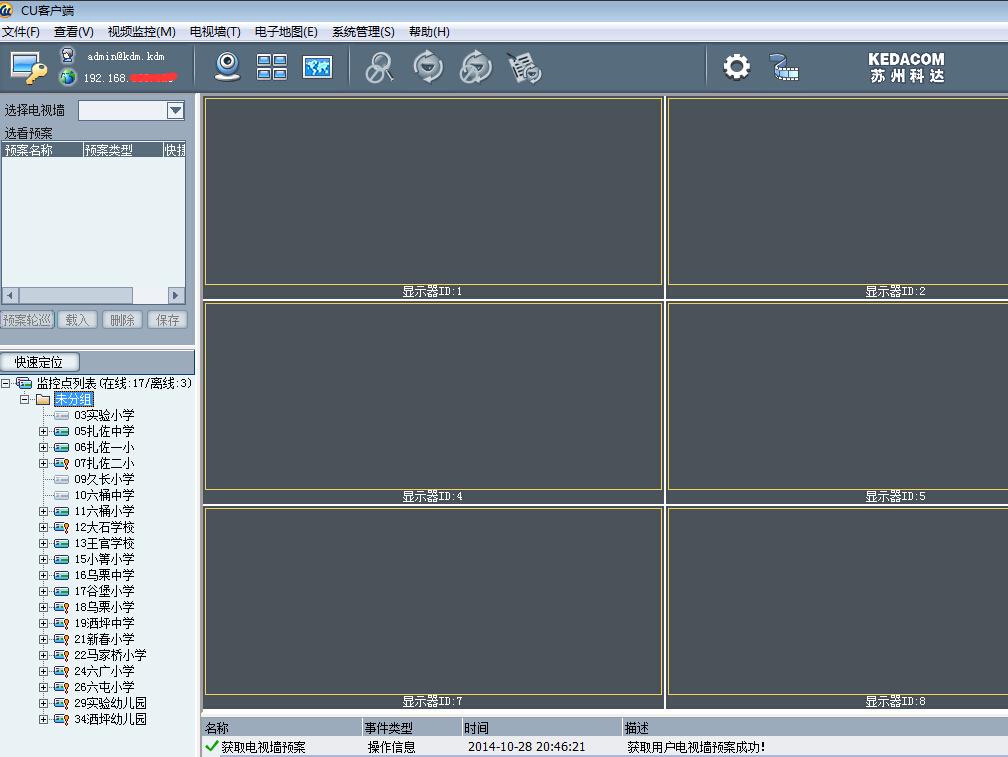 CU客户端
文件(F) 查看(V) 视频监控(M) 电视墙(T) 电子地图(E) 系统管理(S) 帮助(H)
admin@kdm.kdm
192.168.
KEDACOM
苏州科达
选择电视墙
选看预案
预案名称 预案类型 快捷
预案轮巡 载入 删除 保存
快速定位
监控点列表(在线:17/离线:3)
未分组
03实验小学
05扎佐中学
06扎佐一小
07扎佐二小
09久长小学
10六桶中学
11六桶小学
12大石学校
13王官学校
15小箐小学
16乌栗中学
17谷堡小学
18乌栗小学
19洒坪中学
21新春小学
22马家桥小学
24六广小学
26六屯小学
29实验幼儿园
34洒坪幼儿园
显示器ID:1 显示器ID:2
显示器ID:4 显示器ID:5
显示器ID:7 显示器ID:8
名称 事件类型 时间 描述
获取电视墙预案 操作信息 2014-10-28 20:46:21 获取用户电视墙预案成功!